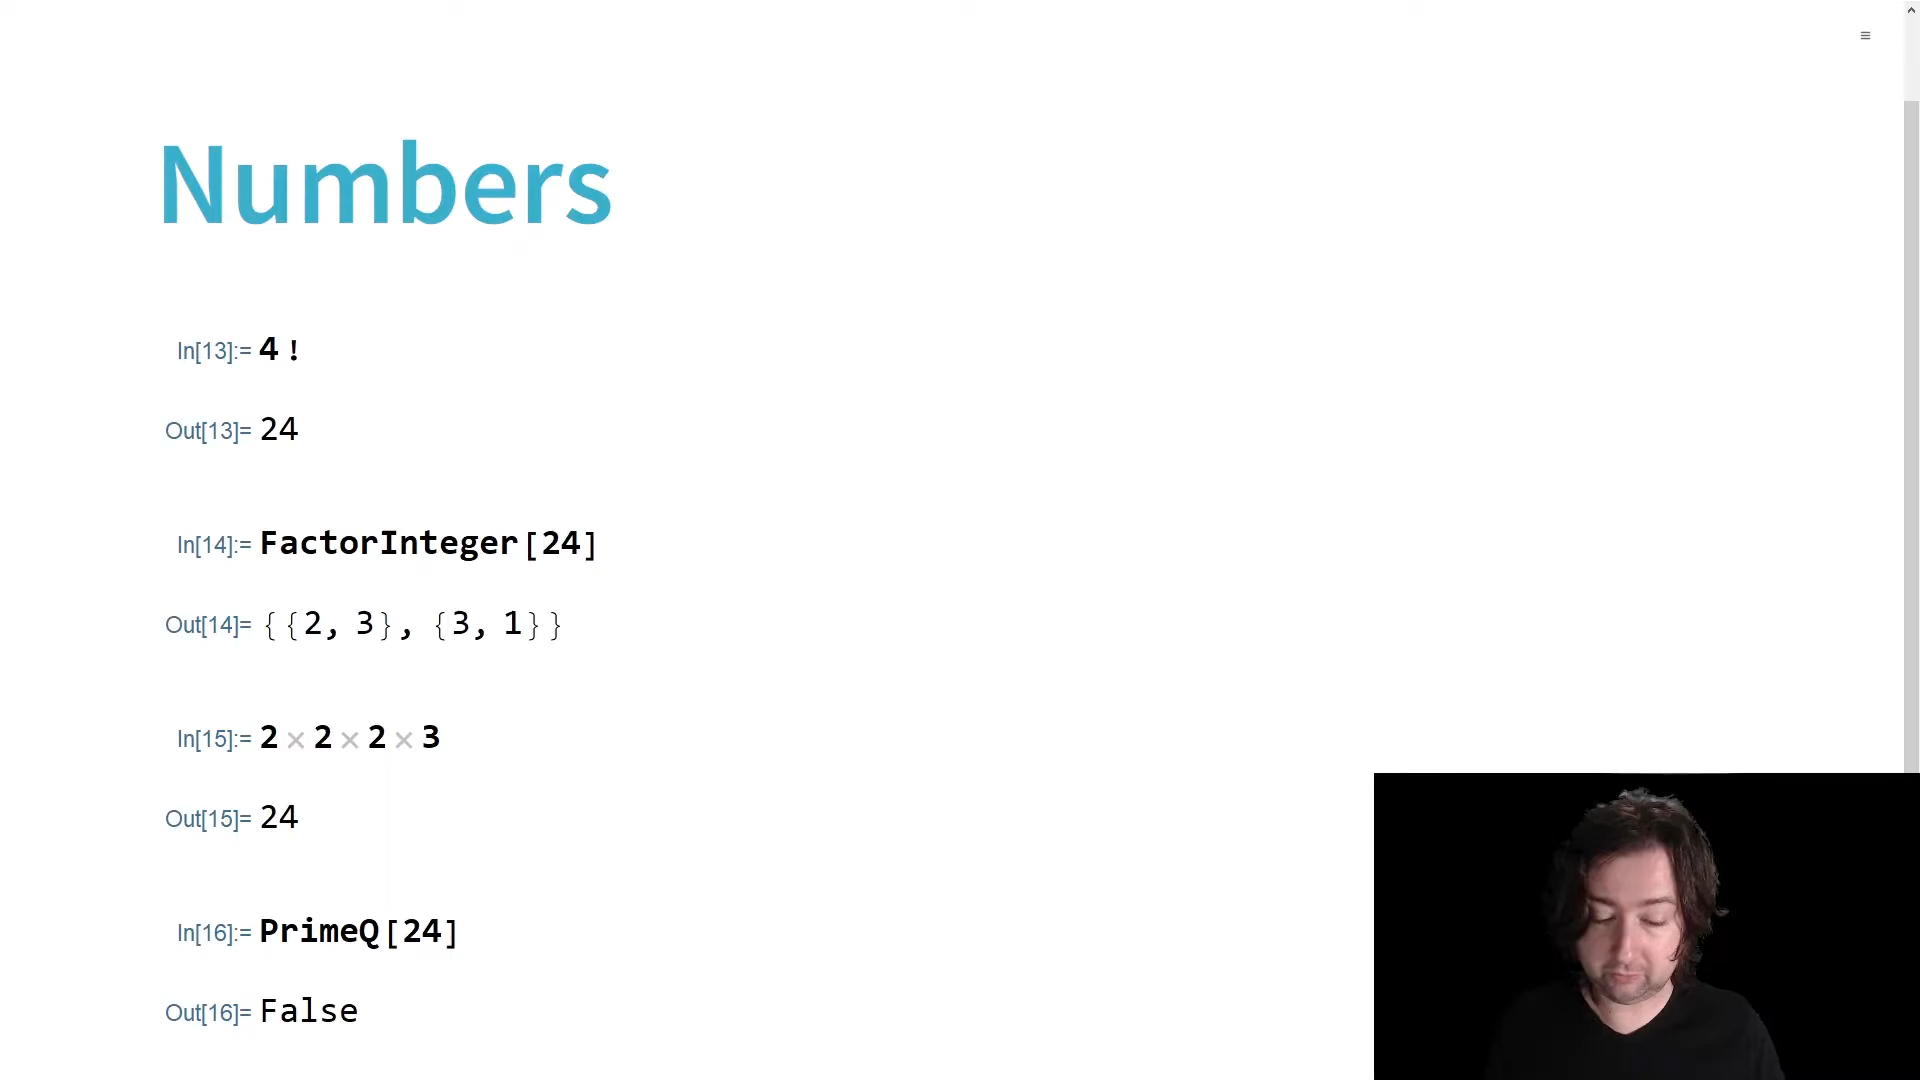 Numbers
In[13]:= 4 !
Out[13]= 24
In[14]:= FactorInteger[24]
Out[14]= {{2, 3}, {3, 1}}
In[15]:= 2 × 2 × 2 × 3
Out[15]= 24
In[16]:= PrimeQ[24]
Out[16]= False